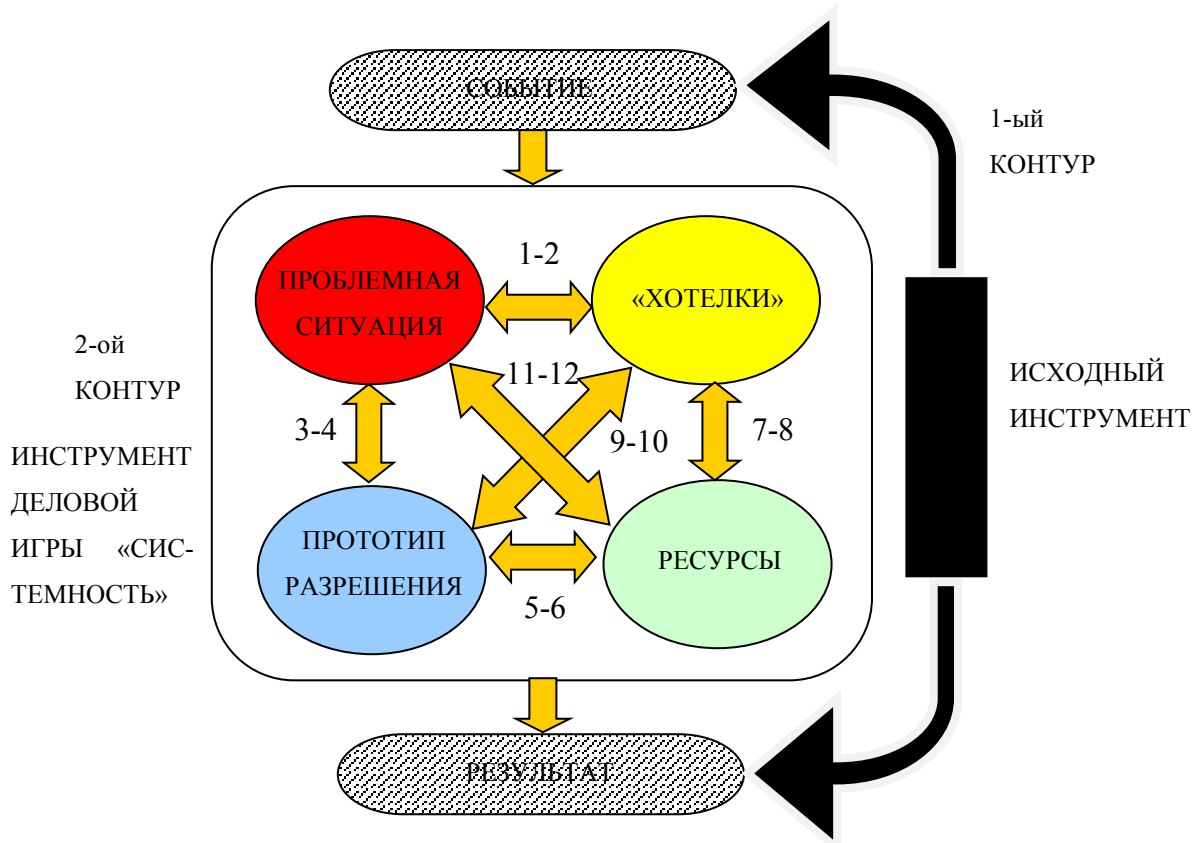 СОБЫТИЕ
1-ый
КОНТУР
ПРОБЛЕМНАЯ
СИТУАЦИЯ
1-2
«ХОТЕЛКИ»
2-ой
КОНТУР
ИНСТРУМЕНТ
ДЕЛОВОЙ
ИГРЫ «СИС-
ТЕМНОСТЬ»
3-4
11-12
9-10
7-8
ИСХОДНЫЙ
ИНСТРУМЕНТ
ПРОТОТИП
РАЗРЕШЕНИЯ
5-6
РЕСУРСЫ
РЕЗУЛЬТАТ